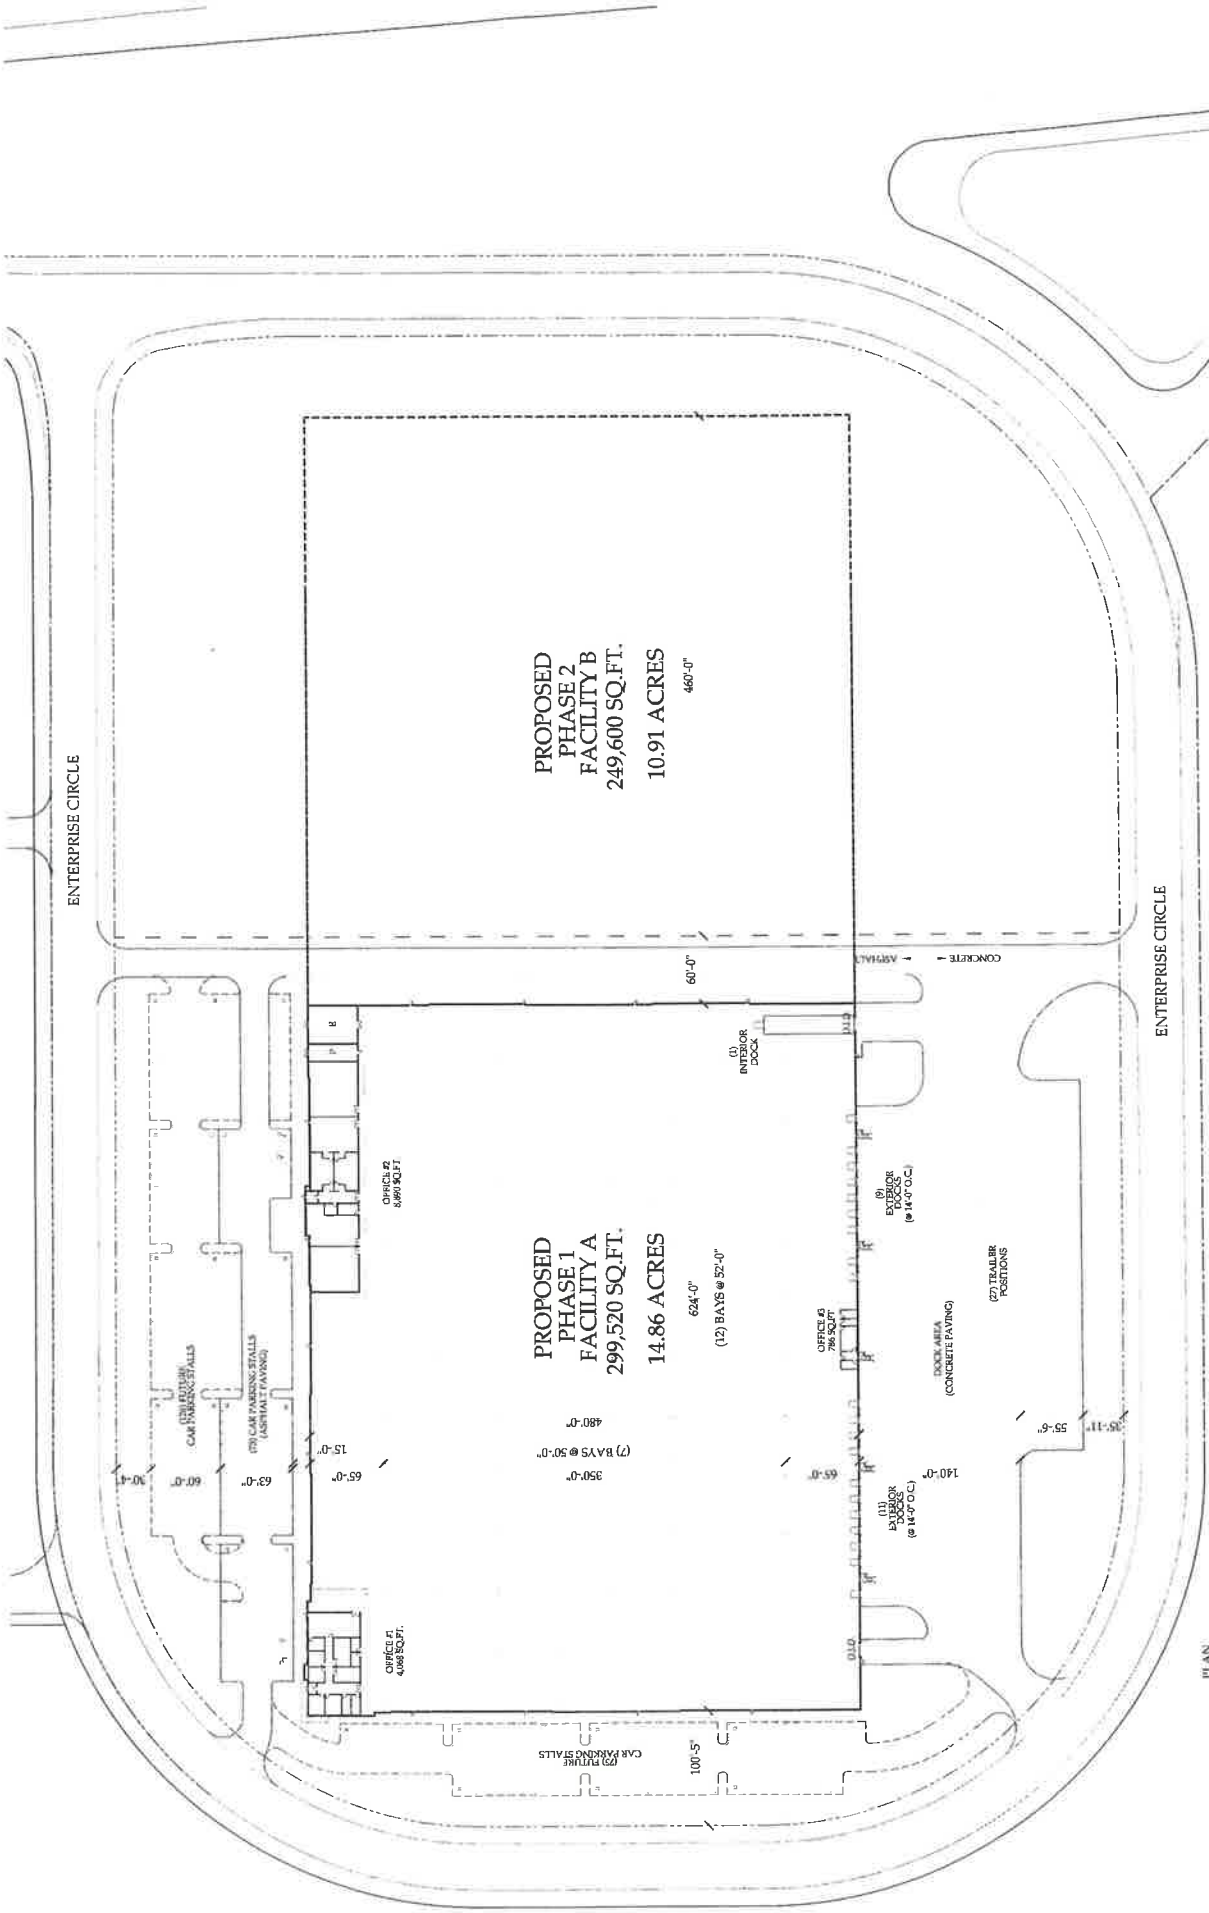 ENTERPRISE CIRCLE
PROPOSED
PHASE 2
FACILITY B
249,600 SQ.FT.
10.91 ACRES
460'-0"
ENTERPRISE CIRCLE
CONCRETE
ASPHALT
60'-0"
(1)
INTERIOR
DOCK
OFFICE #2
8,890 SQ.FT.
(9)
EXTERIOR
DOCKS
(@ 14'-0" O.C.)
(27) TRAILER
POSITIONS
PROPOSED
PHASE 1
FACILITY A
299,520 SQ.FT.
14.86 ACRES
624'-0"
(12) BAYS @ 52'-0"
OFFICE #3
786 SQ.FT
DOCK AREA
(CONCRETE PAVING)
FUTURE
CAR PARKING STALLS
CAR PARKING STALLS
(ASPHALT PAVING)
480'-0"
(7) BAYS @ 50'-0"
350'-0"
15'-0"
65'-0"
65'-0"
30'-4"
60'-0"
63'-0"
140'-0"
55'-6"
35'-11"
(11)
EXTERIOR
DOCKS
(@ 14'-0" O.C.)
OFFICE #1
4,068 SQ.FT.
(75) FUTURE
CAR PARKING STALLS
100'-5"
PLAN